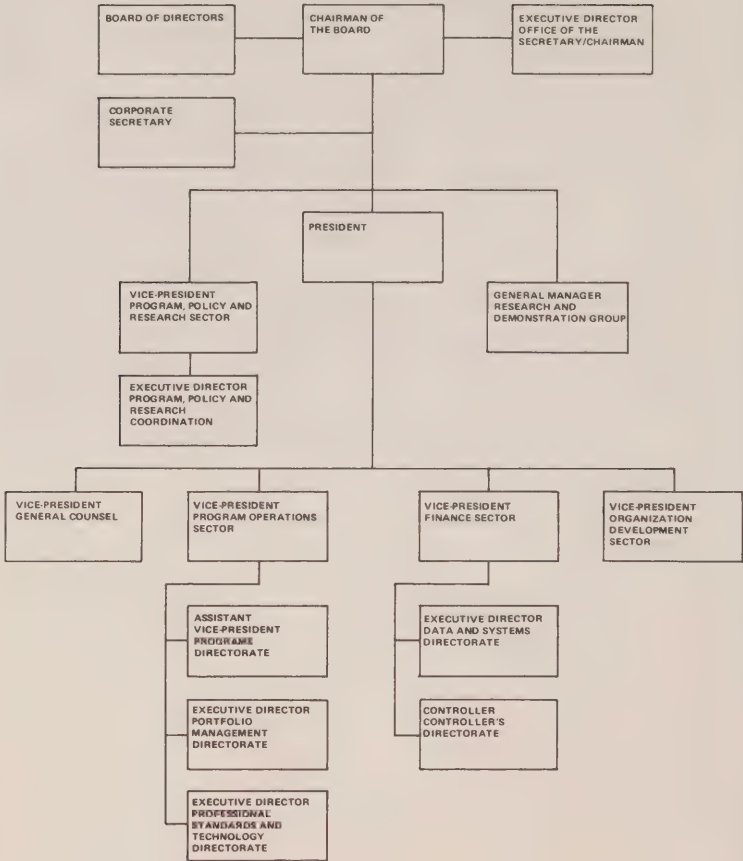 BOARD OF DIRECTORS
CHAIRMAN OF
THE BOARD
EXECUTIVE DIRECTOR
OFFICE OF THE
SECRETARY/CHAIRMAN
CORPORATE
SECRETARY
PRESIDENT
VICE-PRESIDENT
PROGRAM, POLICY AND
RESEARCH SECTOR
GENERAL MANAGER
RESEARCH AND
DEMONSTRATION GROUP
EXECUTIVE DIRECTOR
PROGRAM, POLICY AND
RESEARCH
COORDINATION
VICE-PRESIDENT
GENERAL COUNSEL
VICE-PRESIDENT
PROGRAM OPERATIONS
SECTOR
VICE-PRESIDENT
FINANCE SECTOR
VICE-PRESIDENT
ORGANIZATION
DEVELOPMENT
SECTOR
ASSISTANT
VICE-PRESIDENT
PROGRAMS
DIRECTORATE
EXECUTIVE DIRECTOR
DATA AND SYSTEMS
DIRECTORATE
EXECUTIVE DIRECTOR
PORTFOLIO
MANAGEMENT
DIRECTORATE
CONTROLLER
CONTROLLER'S
DIRECTORATE
EXECUTIVE DIRECTOR
PROFESSIONAL
STANDARDS AND
TECHNOLOGY
DIRECTORATE